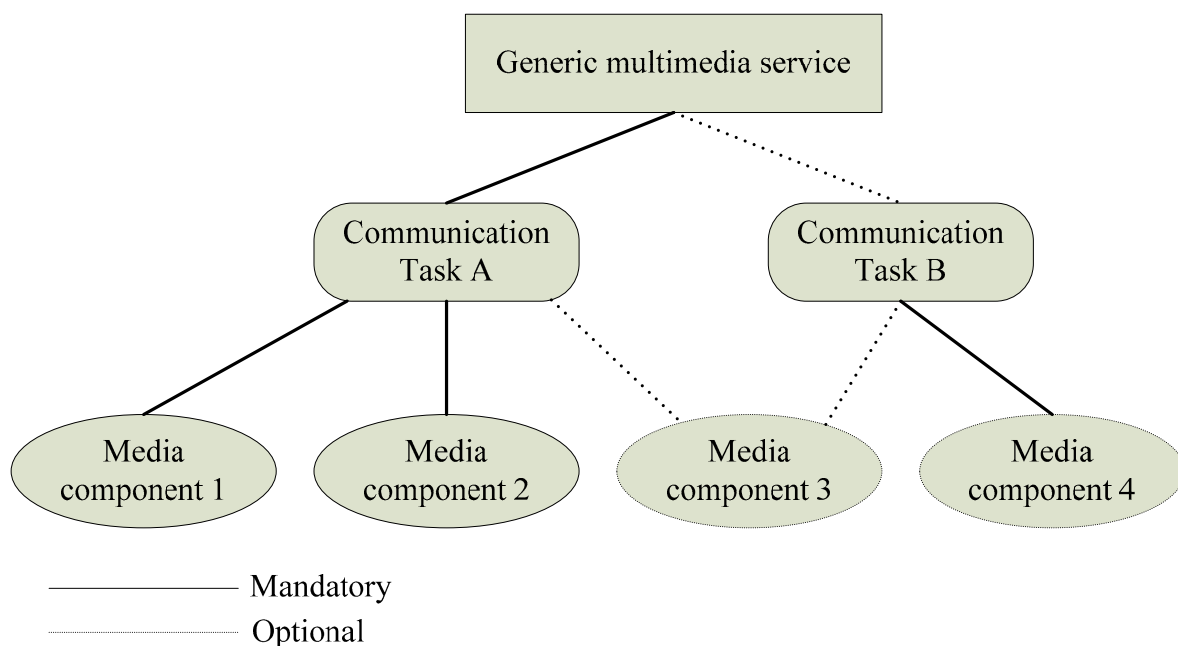 Generic multimedia service
Communication
Task A
Communication
Task B
Media
component 1
Media
component 2
Media
component 3
Media
component 4
Mandatory
Optional